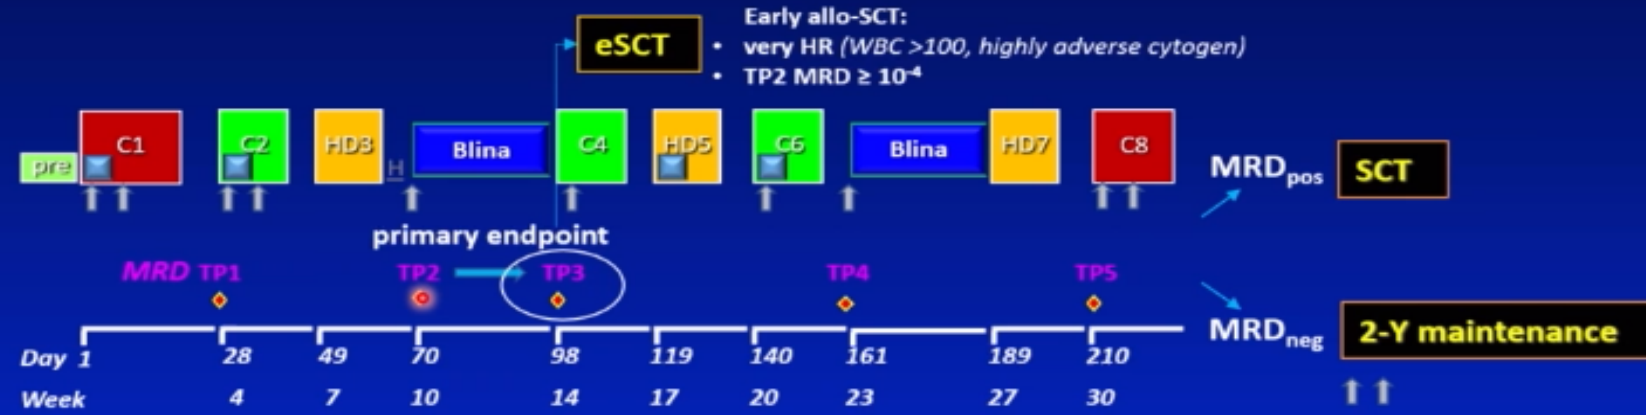 Early allo-SCT:
eSCT
• very HR (WBC >100, highly adverse cytogen)
• TP2 MRD ≥ 10⁻⁴
pre C1 C2 HD3 H Blina C4 HD5 C6 Blina HD7 C8
MRDpos SCT
primary endpoint
MRD TP1 TP2 TP3 TP4 TP5
MRDneg 2-Y maintenance
Day 1 28 49 70 98 119 140 161 189 210
Week 4 7 10 14 17 20 23 27 30